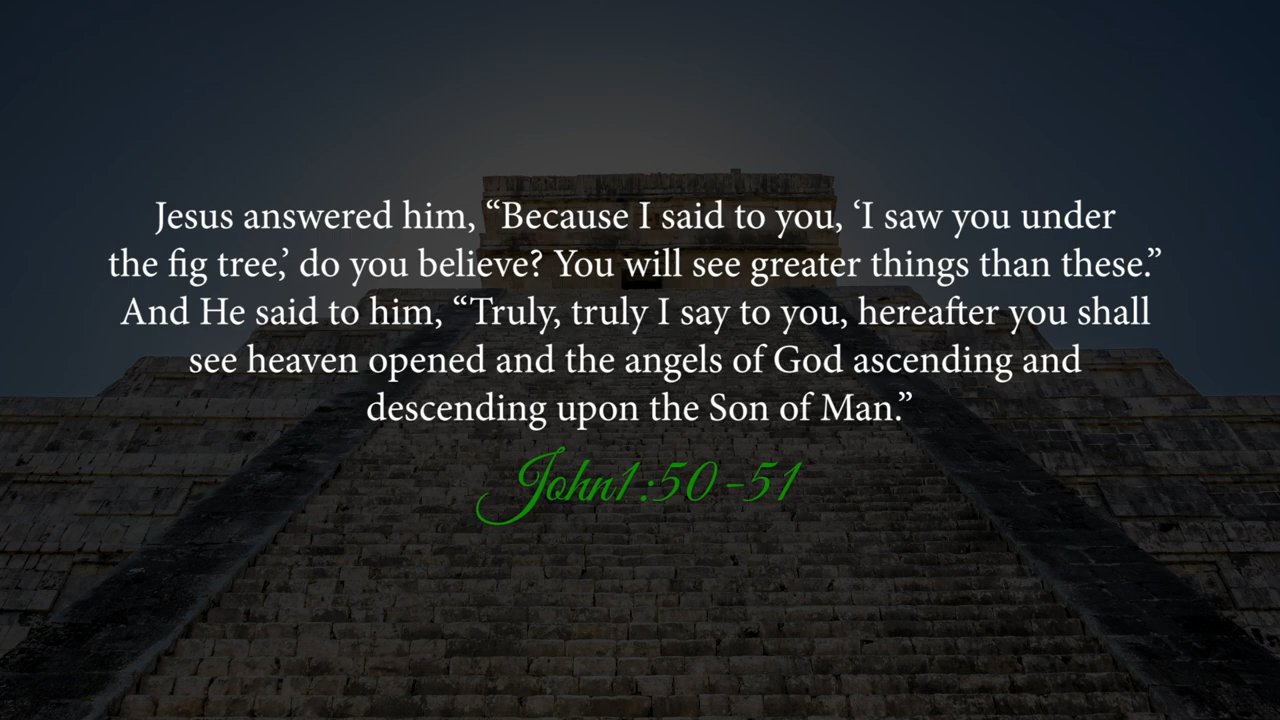 Jesus answered him, “Because I said to you, ‘I saw you under
the fig tree,’ do you believe? You will see greater things than these.”
And He said to him, “Truly, truly I say to you, hereafter you shall
see heaven opened and the angels of God ascending and
descending upon the Son of Man.”
John1:50-51